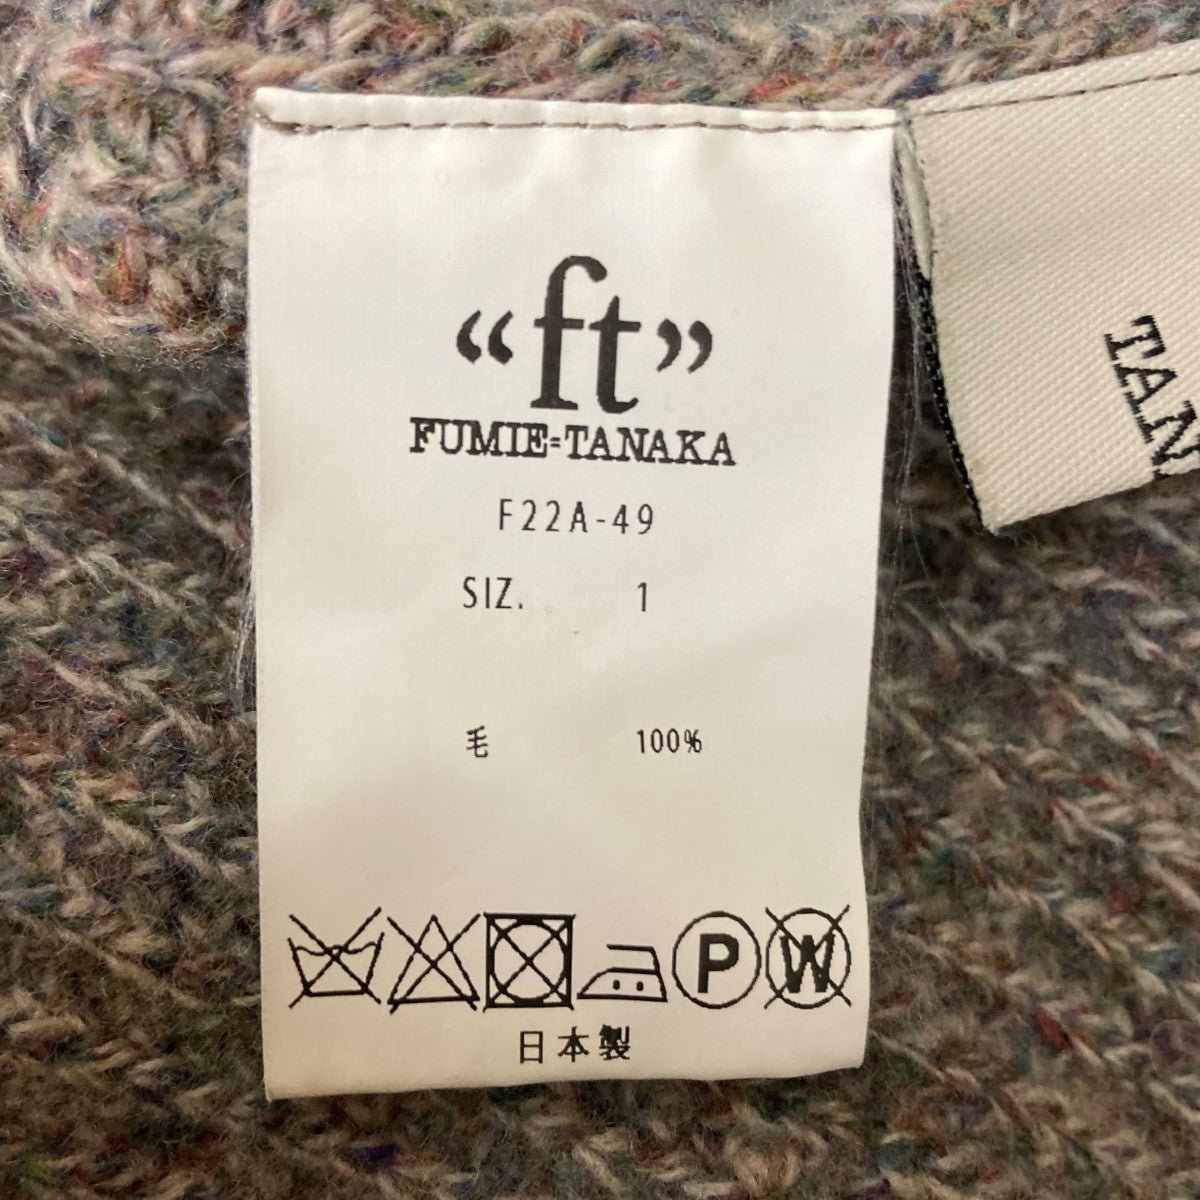 “ft”
FUMIE=TANAKA
F22A-49
SIZ. 1
毛 100%
P W
日本製
TAN